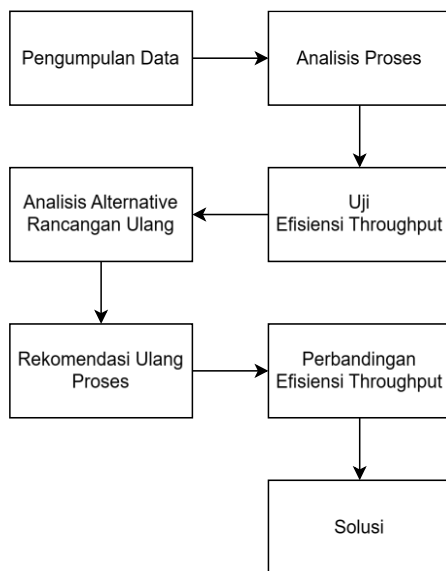 Pengumpulan Data
Analisis Proses
Uji
Efisiensi Throughput
Analisis Alternative
Rancangan Ulang
Rekomendasi Ulang
Proses
Perbandingan
Efisiensi Throughput
Solusi